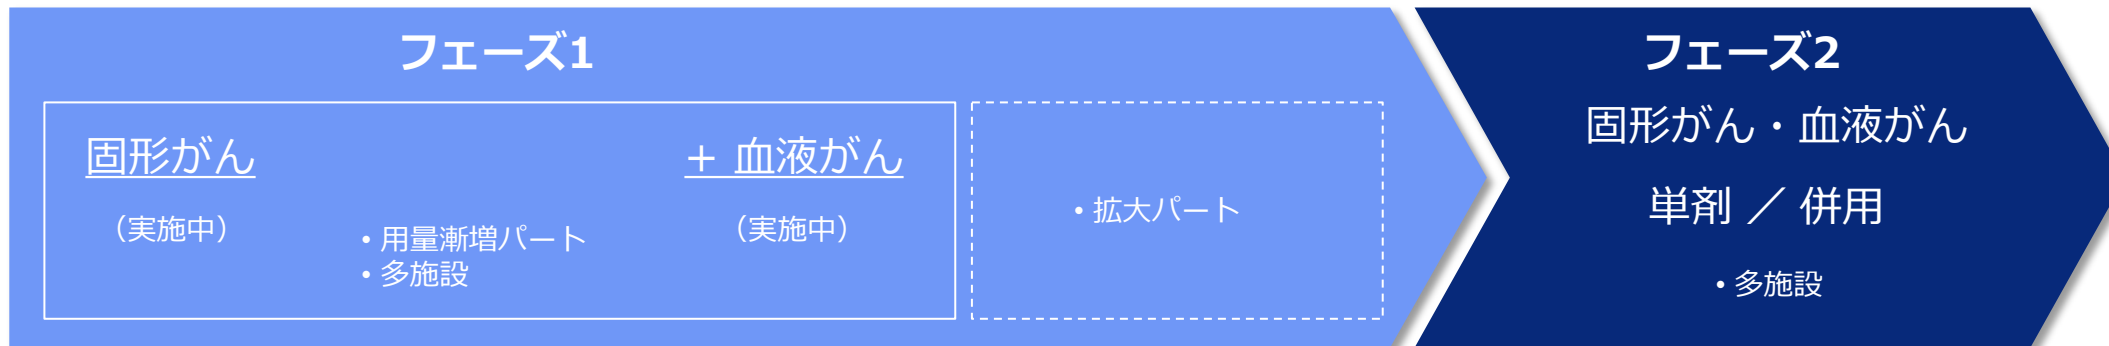 フェーズ1
固形がん
(実施中)
• 用量漸増パート
• 多施設
+ 血液がん
(実施中)
• 拡大パート
フェーズ2
固形がん・血液がん
単剤 ／ 併用
• 多施設